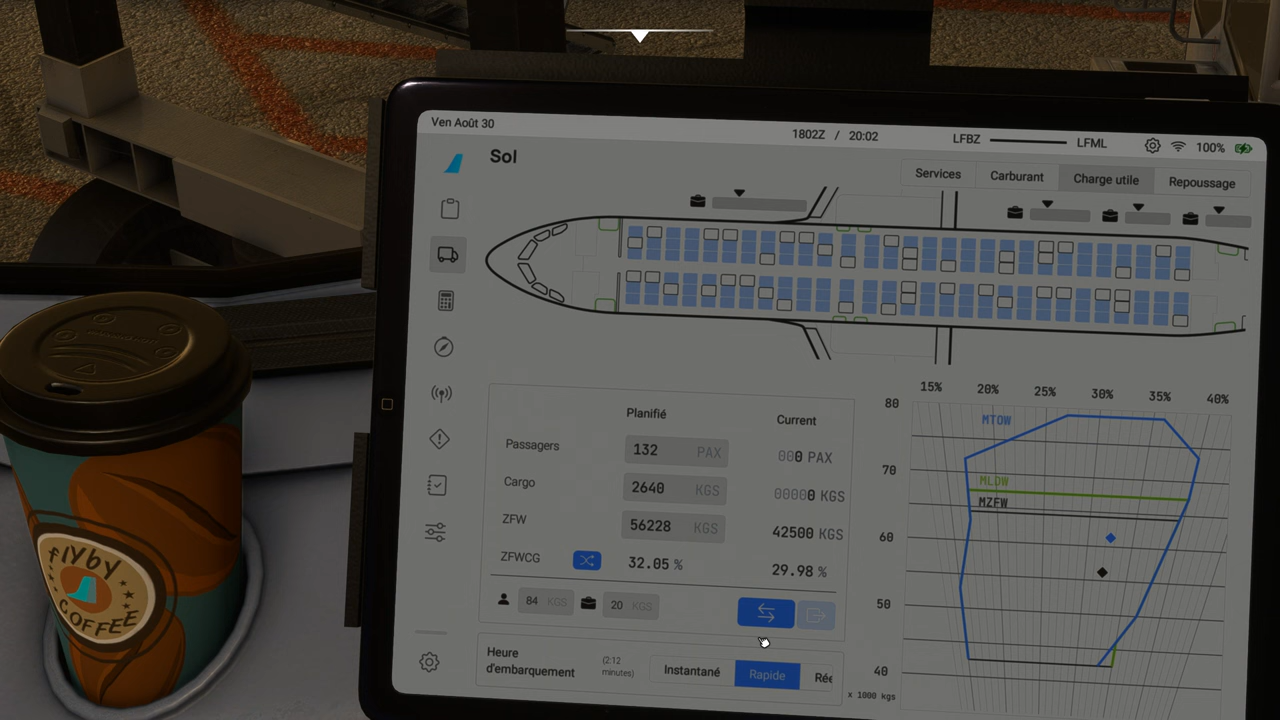 Ven Août 30
1802Z / 20:02
LFBZ
LFML
100%
Sol
Services
Carburant
Charge utile
Repoussage
Planifié
Current
Passagers
132 PAX
000 PAX
Cargo
2640 KGS
00000 KGS
ZFW
56228 KGS
42500 KGS
ZFWCG
32.05 %
29.98 %
84 KGS
20 KGS
Heure
d'embarquement
(2:12
minutes)
Instantané
Rapide
Rée
15% 20% 25% 30% 35% 40%
80
MTOW
70
MLDW
MZFW
60
50
40
x 1000 kgs
flyby
COFFEE